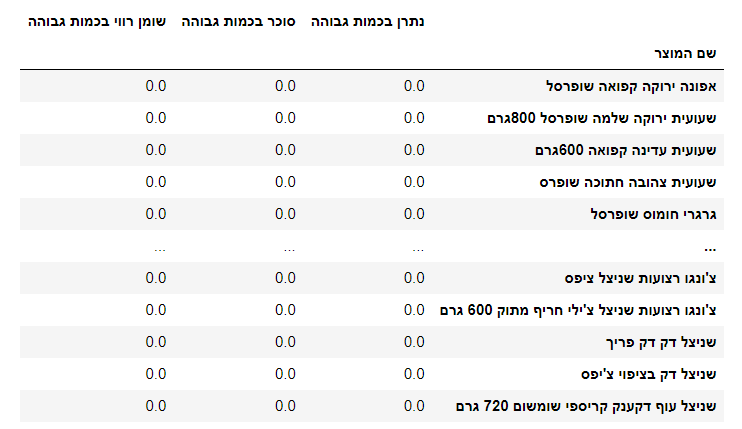 נתרן בכמות גבוהה סוכר בכמות גבוהה שומן רווי בכמות גבוהה
שם המוצר
אפונה ירוקה קפואה שופרסל 0.0 0.0 0.0
שעועית ירוקה שלמה שופרסל 800גרם 0.0 0.0 0.0
שעועית עדינה קפואה 600גרם 0.0 0.0 0.0
שעועית צהובה חתוכה שופרס 0.0 0.0 0.0
גרגרי חומוס שופרסל 0.0 0.0 0.0
... ... ... ...
צ'ונגו רצועות שניצל ציפס 0.0 0.0 0.0
צ'ונגו רצועות שניצל צ'ילי חריף מתוק 600 גרם 0.0 0.0 0.0
שניצל דק דק פריך 0.0 0.0 0.0
שניצל דק בציפוי צ'יפס 0.0 0.0 0.0
שניצל עוף דקענק קריספי שומשום 720 גרם 0.0 0.0 0.0